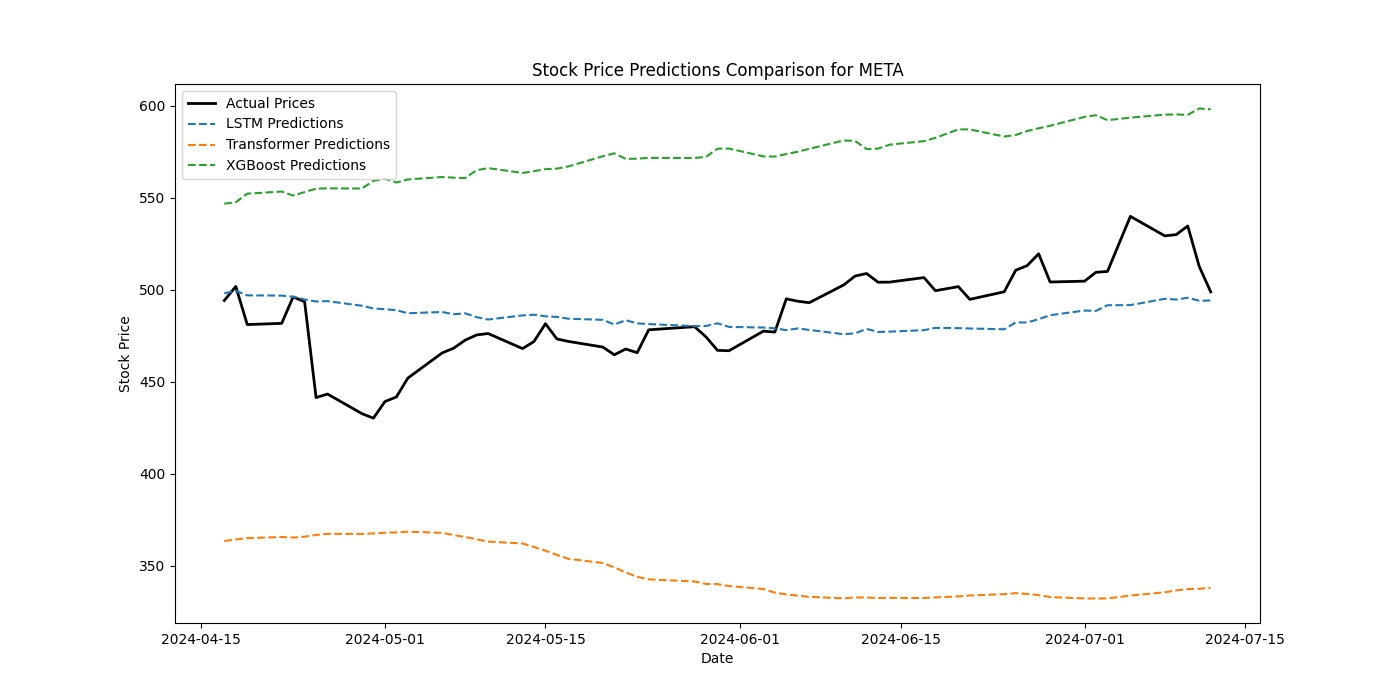 Stock Price Predictions Comparison for META
Actual Prices
LSTM Predictions
Transformer Predictions
XGBoost Predictions
600
550
500
450
400
350
Stock Price
2024-04-15 2024-05-01 2024-05-15 2024-06-01 2024-06-15 2024-07-01 2024-07-15
Date